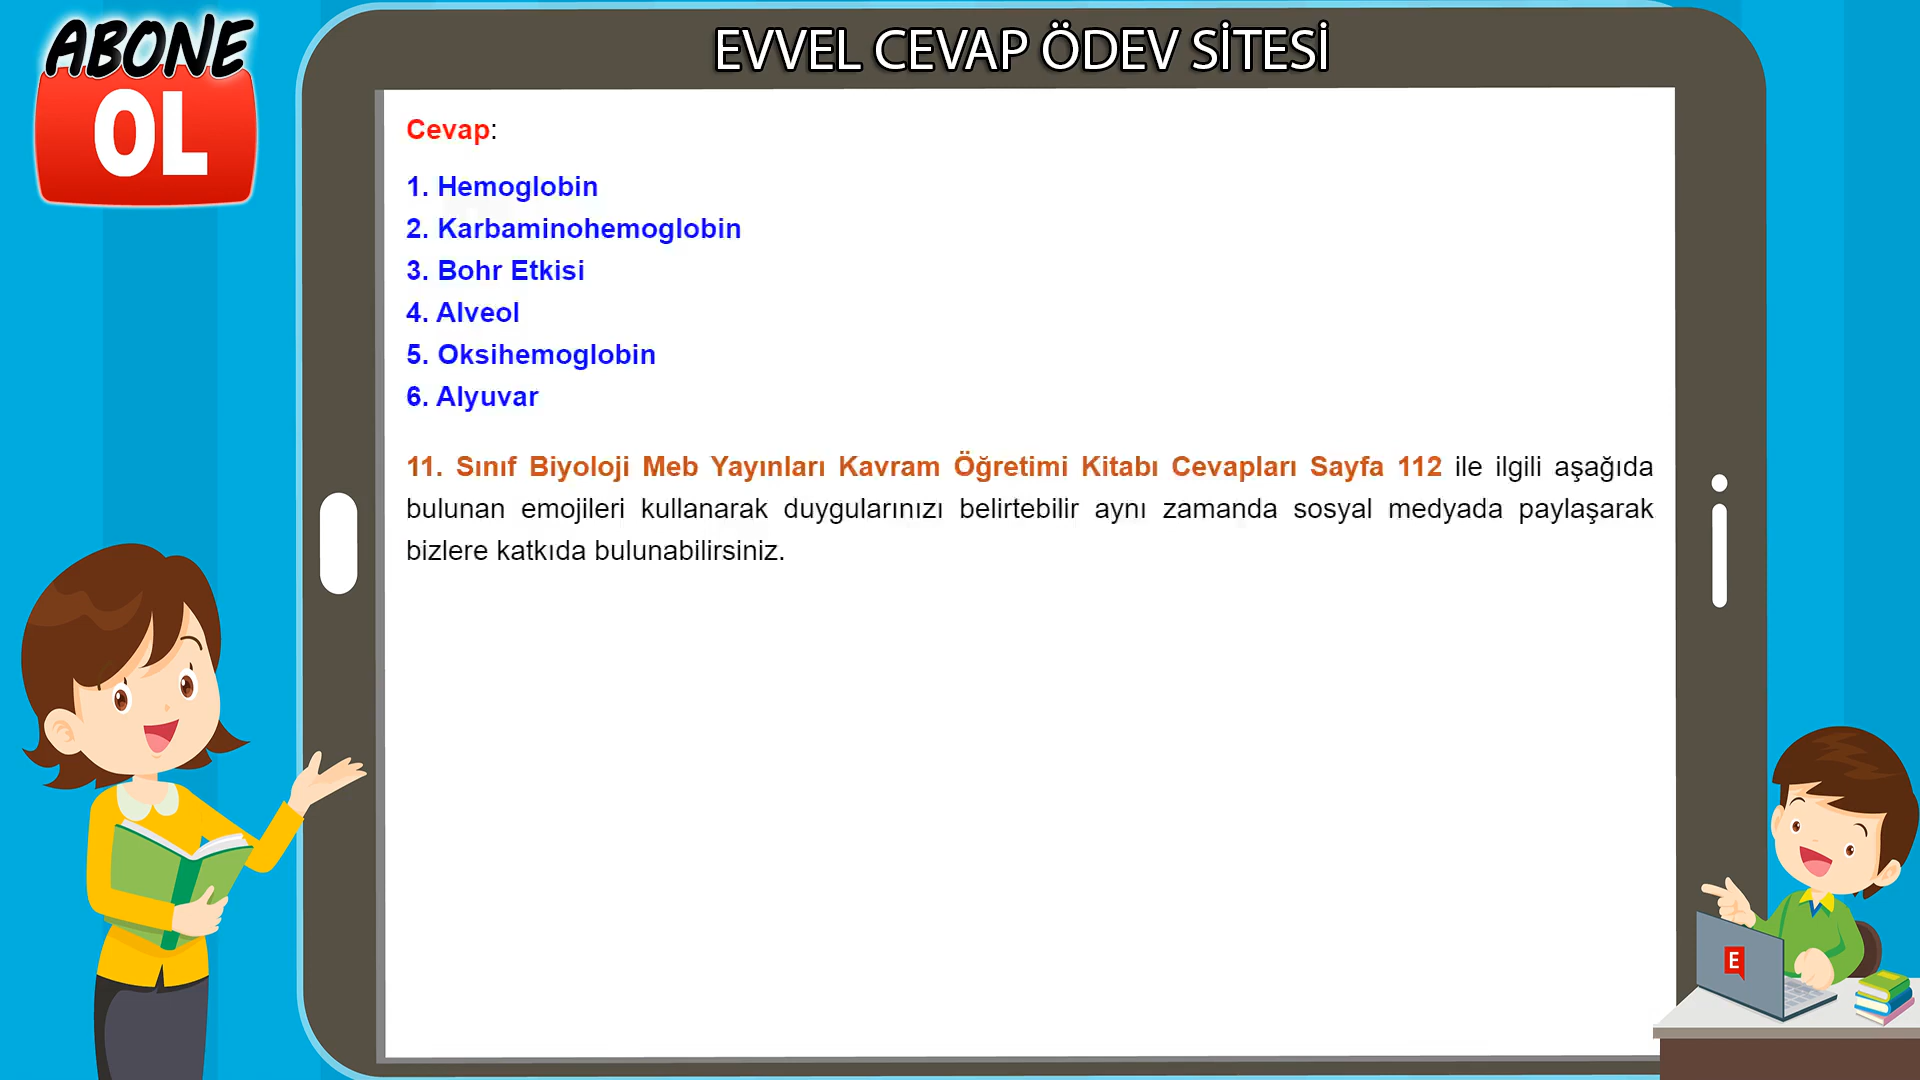 ABONE
OL
EVVEL CEVAP ÖDEV SİTESİ
Cevap:
1. Hemoglobin
2. Karbaminohemoglobin
3. Bohr Etkisi
4. Alveol
5. Oksihemoglobin
6. Alyuvar
11. Sınıf Biyoloji Meb Yayınları Kavram Öğretimi Kitabı Cevapları Sayfa 112 ile ilgili aşağıda
bulunan emojileri kullanarak duygularınızı belirtebilir aynı zamanda sosyal medyada paylaşarak
bizlere katkıda bulunabilirsiniz.
E